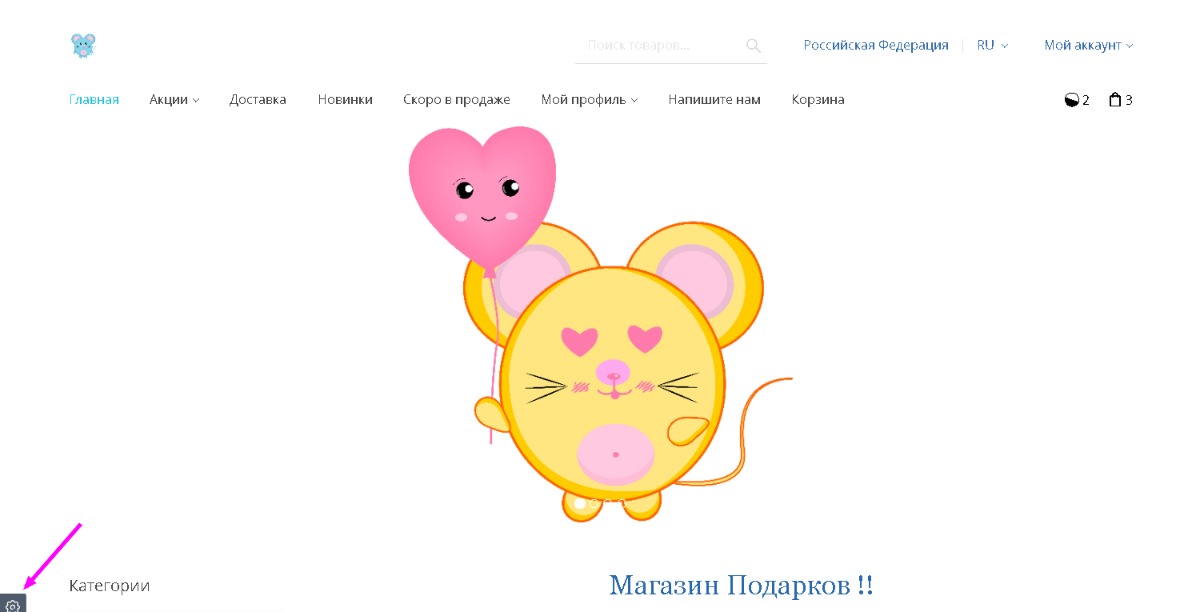 Поиск товаров...
Российская Федерация
RU
Мой аккаунт
Главная
Акции
Доставка
Новинки
Скоро в продаже
Мой профиль
Напишите нам
Корзина
2
3
Категории
Магазин Подарков !!